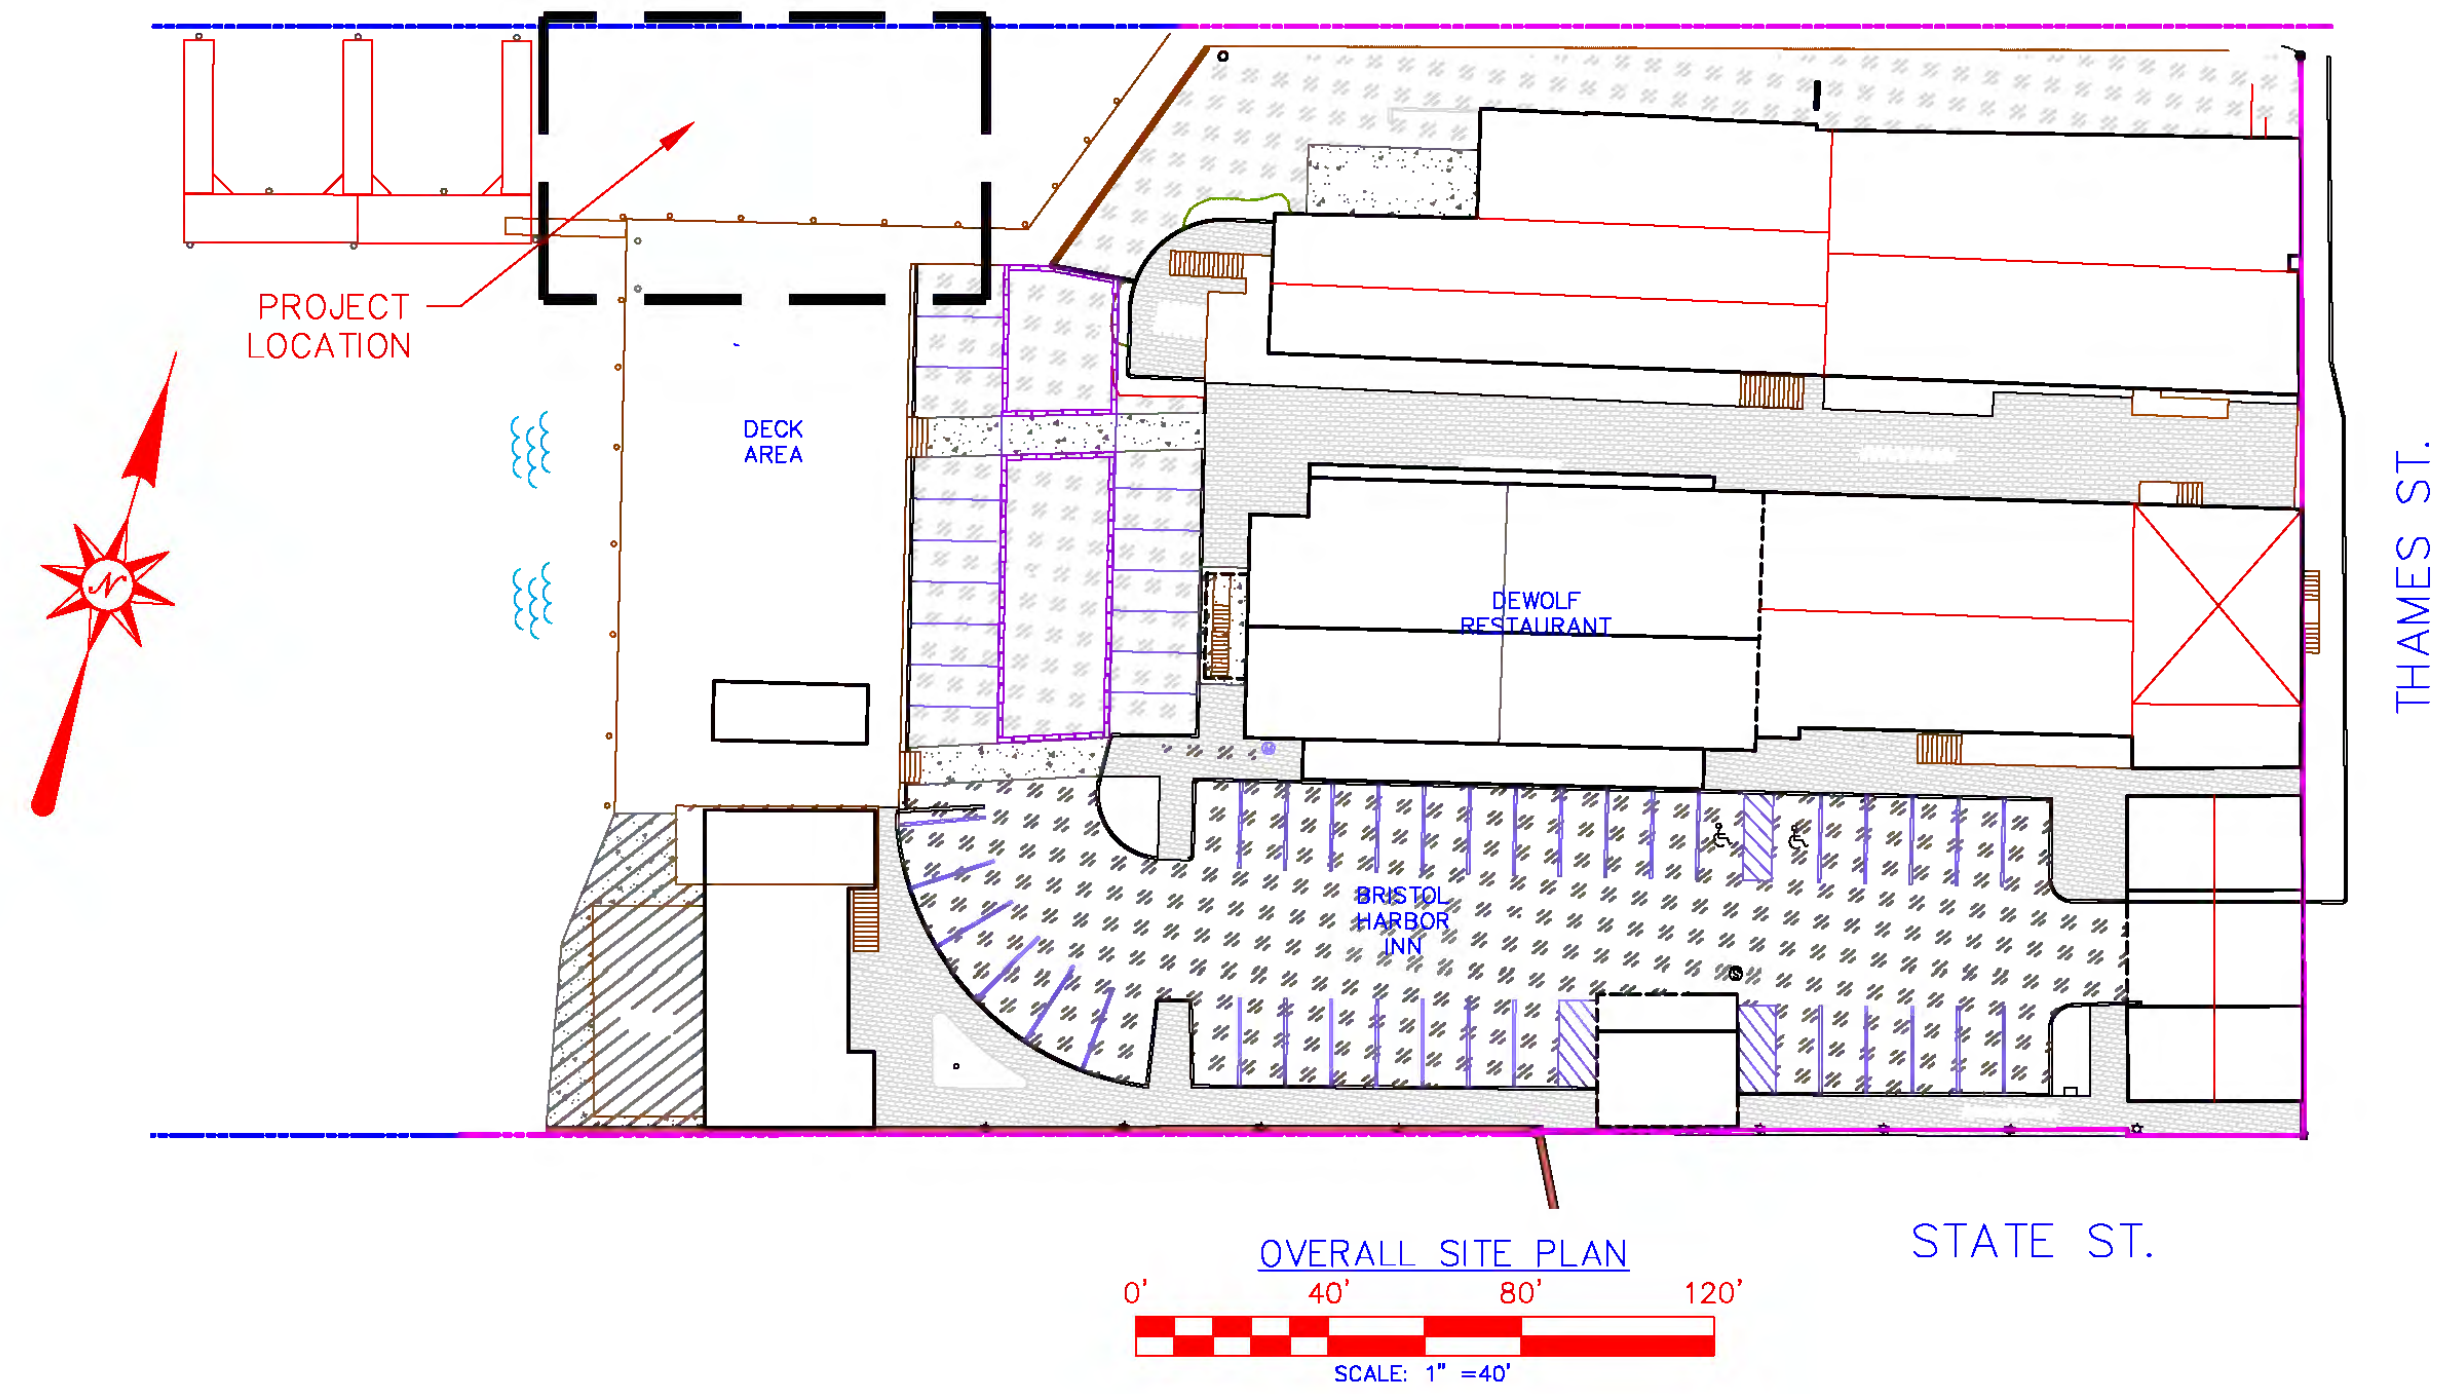 PROJECT
LOCATION
DECK
AREA
N
DEWOLF
RESTAURANT
THAMES ST.
BRISTOL
HARBOR
INN
S
STATE ST.
OVERALL SITE PLAN
0' 40' 80' 120'
SCALE: 1" =40'